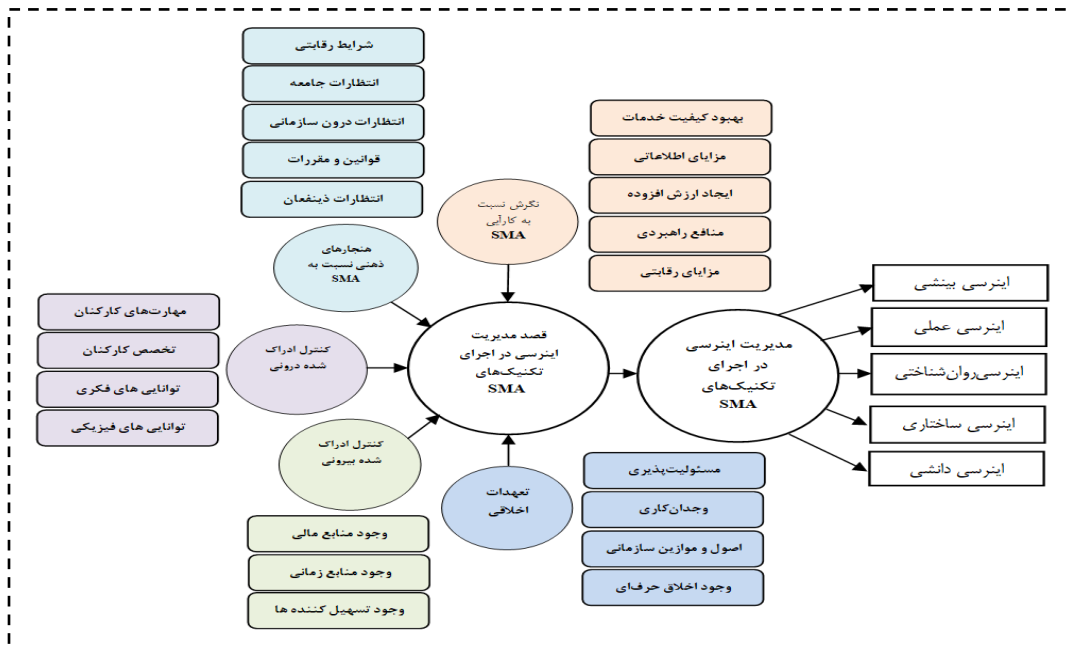 شرایط رقابتی
انتظارات جامعه
انتظارات درون سازمانی
قوانین و مقررات
انتظارات ذینفعان
بهبود کیفیت خدمات
مزایای اطلاعاتی
ایجاد ارزش افزوده
منافع راهبردی
مزایای رقابتی
نگرش نسبت
به کارآیی
SMA
هنجارهای
ذهنی نسبت به
SMA
مهارت‌های کارکنان
تخصص کارکنان
توانایی های فکری
توانایی های فیزیکی
کنترل ادراک
شده درونی
قصد مدیریت
اینرسی در اجرای
تکنیک‌های
SMA
مدیریت اینرسی
در اجرای
تکنیک‌های
SMA
اینرسی بینشی
اینرسی عملی
اینرسی‌روان‌شناختی
اینرسی ساختاری
اینرسی دانشی
کنترل ادراک
شده بیرونی
تعهدات
اخلاقی
وجود منابع مالی
وجود منابع زمانی
وجود تسهیل کننده ها
مسئولیت‌پذیری
وجدان‌کاری
اصول و موازین سازمانی
وجود اخلاق حرفه‌ای